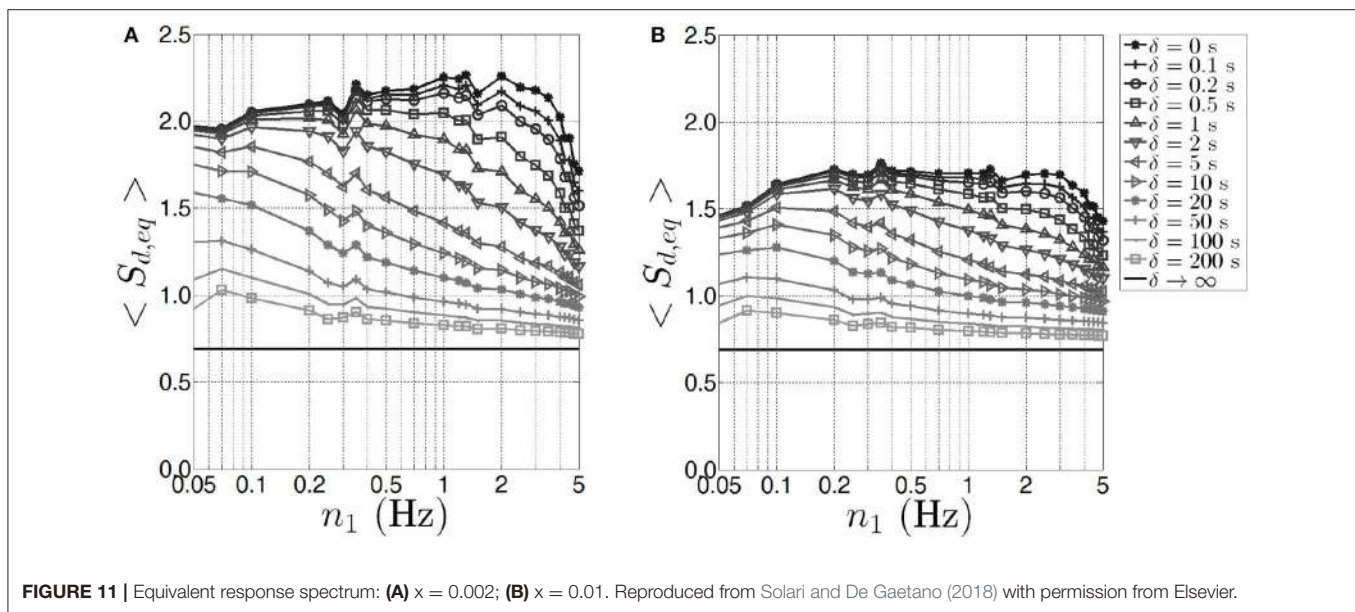 A
2.5
2.0
1.5
1.0
0.5
0.0
< S_{d,eq} >
0.05 0.1 0.2 0.5 1 2 5
n_1 (Hz)
B
2.5
2.0
1.5
1.0
0.5
0.0
< S_{d,eq} >
0.05 0.1 0.2 0.5 1 2 5
n_1 (Hz)
δ = 0 s
δ = 0.1 s
δ = 0.2 s
δ = 0.5 s
δ = 1 s
δ = 2 s
δ = 5 s
δ = 10 s
δ = 20 s
δ = 50 s
δ = 100 s
δ = 200 s
δ → ∞
FIGURE 11 | Equivalent response spectrum: (A) x = 0.002; (B) x = 0.01. Reproduced from Solari and De Gaetano (2018) with permission from Elsevier.